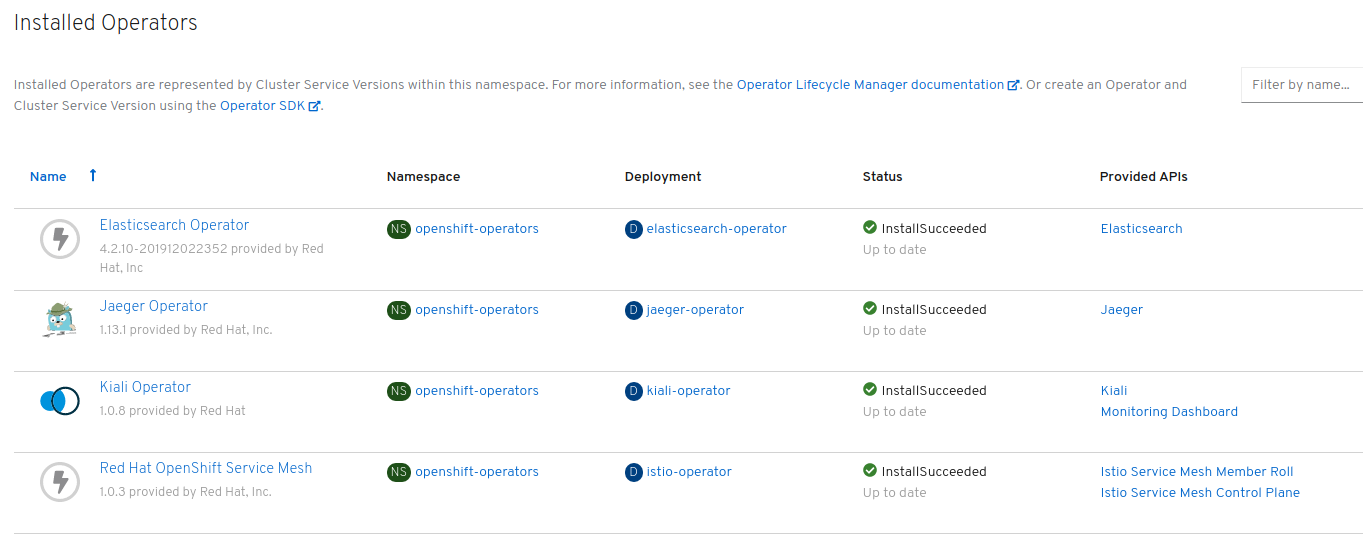 Installed Operators
Installed Operators are represented by Cluster Service Versions within this namespace. For more information, see the Operator Lifecycle Manager documentation. Or create an Operator and
Cluster Service Version using the Operator SDK.
Filter by name...
Name Namespace Deployment Status Provided APIs
Elasticsearch Operator NS openshift-operators D elasticsearch-operator InstallSucceeded Elasticsearch
4.2.10-201912022352 provided by Red Up to date
Hat, Inc
Jaeger Operator NS openshift-operators D jaeger-operator InstallSucceeded Jaeger
1.13.1 provided by Red Hat, Inc. Up to date
Kiali Operator NS openshift-operators D kiali-operator InstallSucceeded Kiali
1.0.8 provided by Red Hat Up to date Monitoring Dashboard
Red Hat OpenShift Service Mesh NS openshift-operators D istio-operator InstallSucceeded Istio Service Mesh Member Roll
1.0.3 provided by Red Hat, Inc. Up to date Istio Service Mesh Control Plane